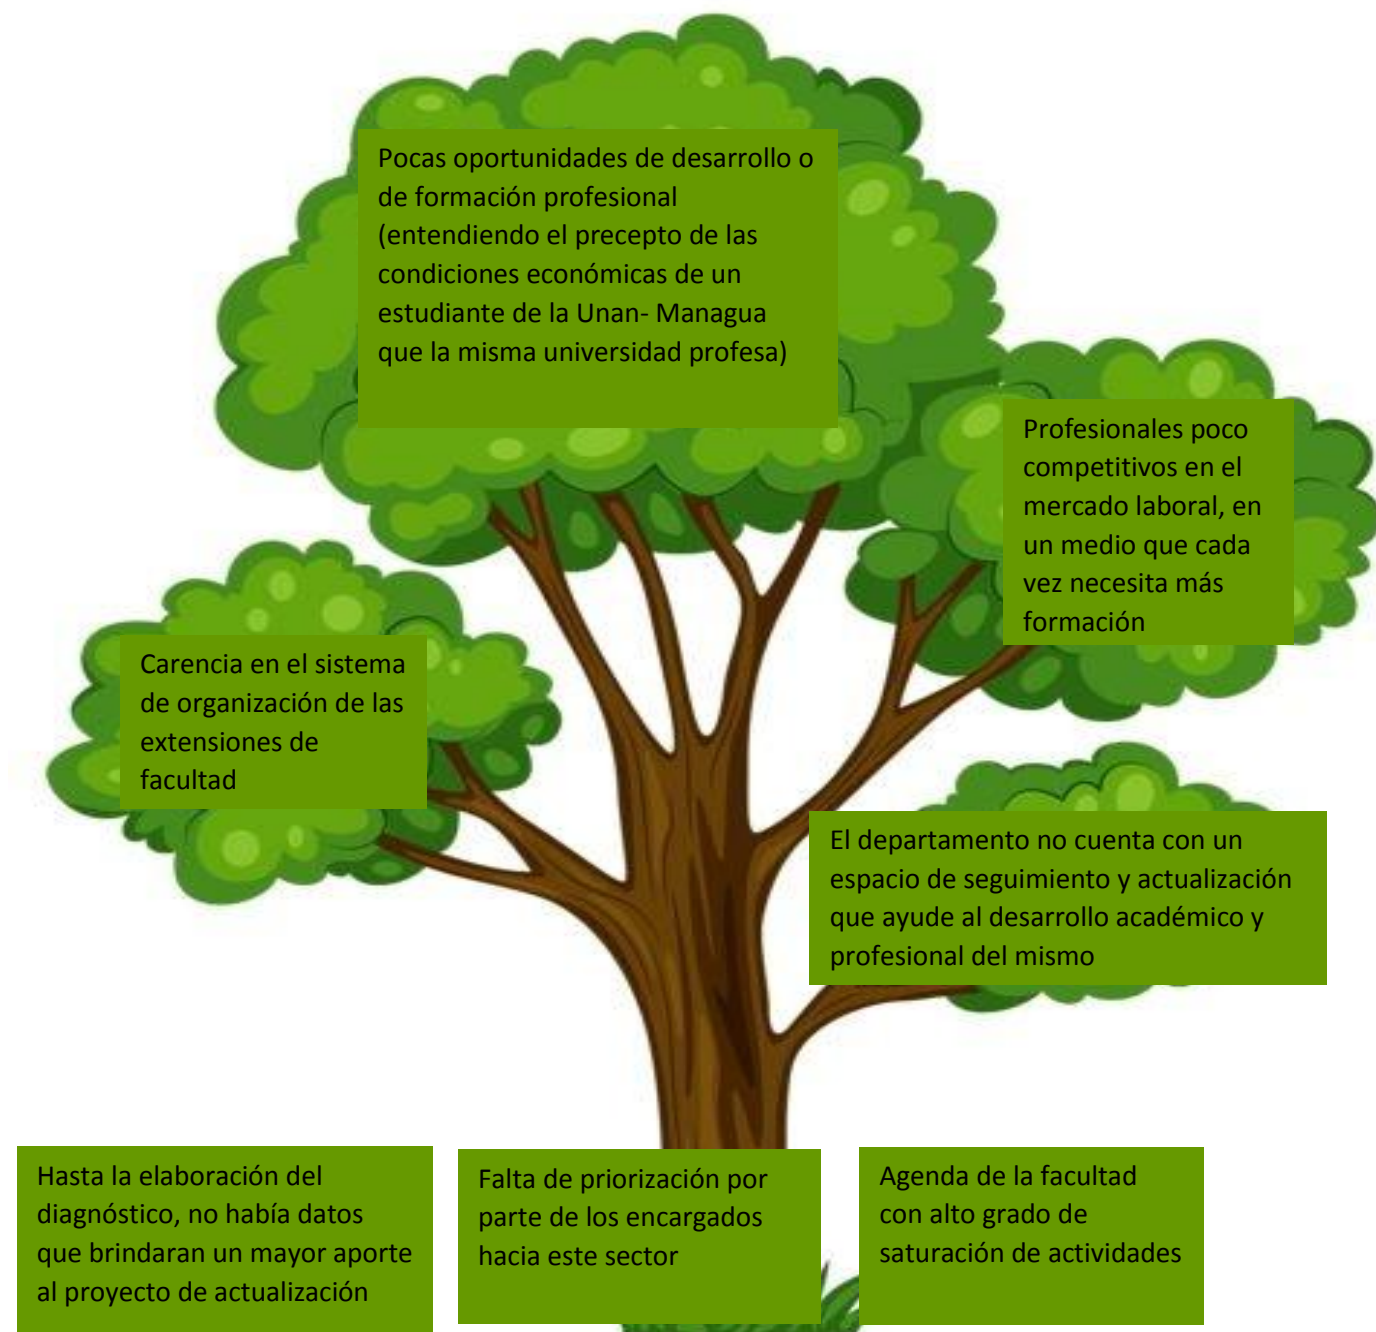 Pocas oportunidades de desarrollo o
de formación profesional
(entendiendo el precepto de las
condiciones económicas de un
estudiante de la Unan- Managua
que la misma universidad profesa)
Profesionales poco
competitivos en el
mercado laboral, en
un medio que cada
vez necesita más
formación
Carencia en el sistema
de organización de las
extensiones de
facultad
El departamento no cuenta con un
espacio de seguimiento y actualización
que ayude al desarrollo académico y
profesional del mismo
Hasta la elaboración del
diagnóstico, no había datos
que brindaran un mayor aporte
al proyecto de actualización
Falta de priorización por
parte de los encargados
hacia este sector
Agenda de la facultad
con alto grado de
saturación de actividades